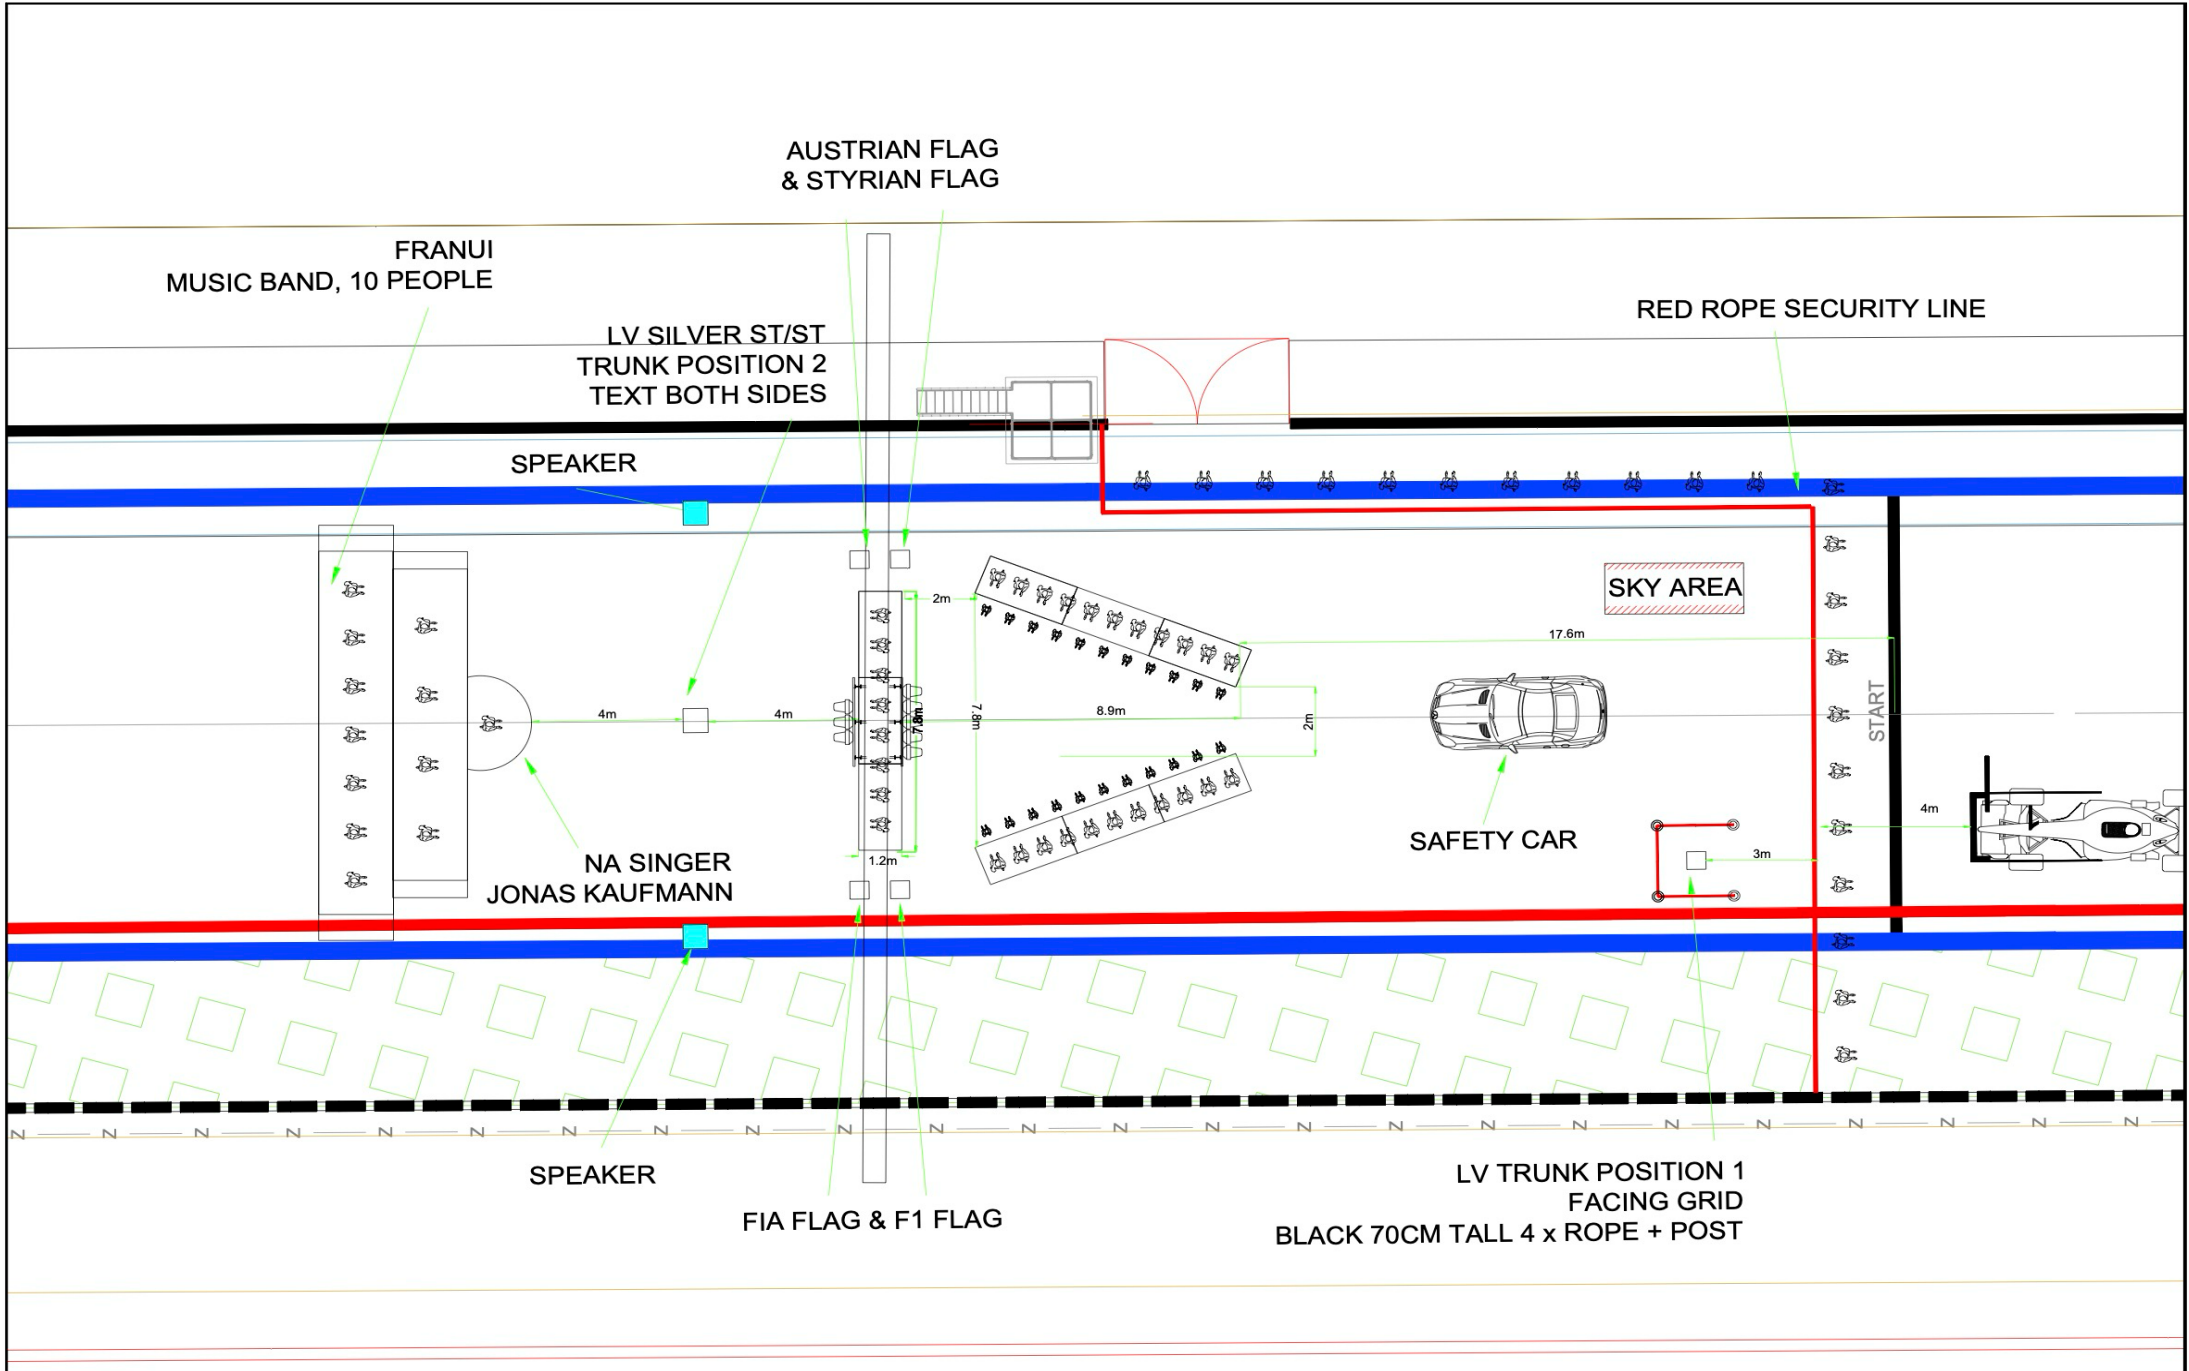 AUSTRIAN FLAG
& STYRIAN FLAG
FRANUI
MUSIC BAND, 10 PEOPLE
LV SILVER ST/ST
TRUNK POSITION 2
TEXT BOTH SIDES
RED ROPE SECURITY LINE
SPEAKER
SKY AREA
2m
17.6m
4m
4m
7.8m
7.8m
8.9m
2m
START
SAFETY CAR
4m
3m
1.2m
NA SINGER
JONAS KAUFMANN
Z Z Z Z Z Z Z Z Z Z Z Z Z Z Z Z Z Z Z Z Z Z Z Z
SPEAKER
FIA FLAG & F1 FLAG
LV TRUNK POSITION 1
FACING GRID
BLACK 70CM TALL 4 x ROPE + POST